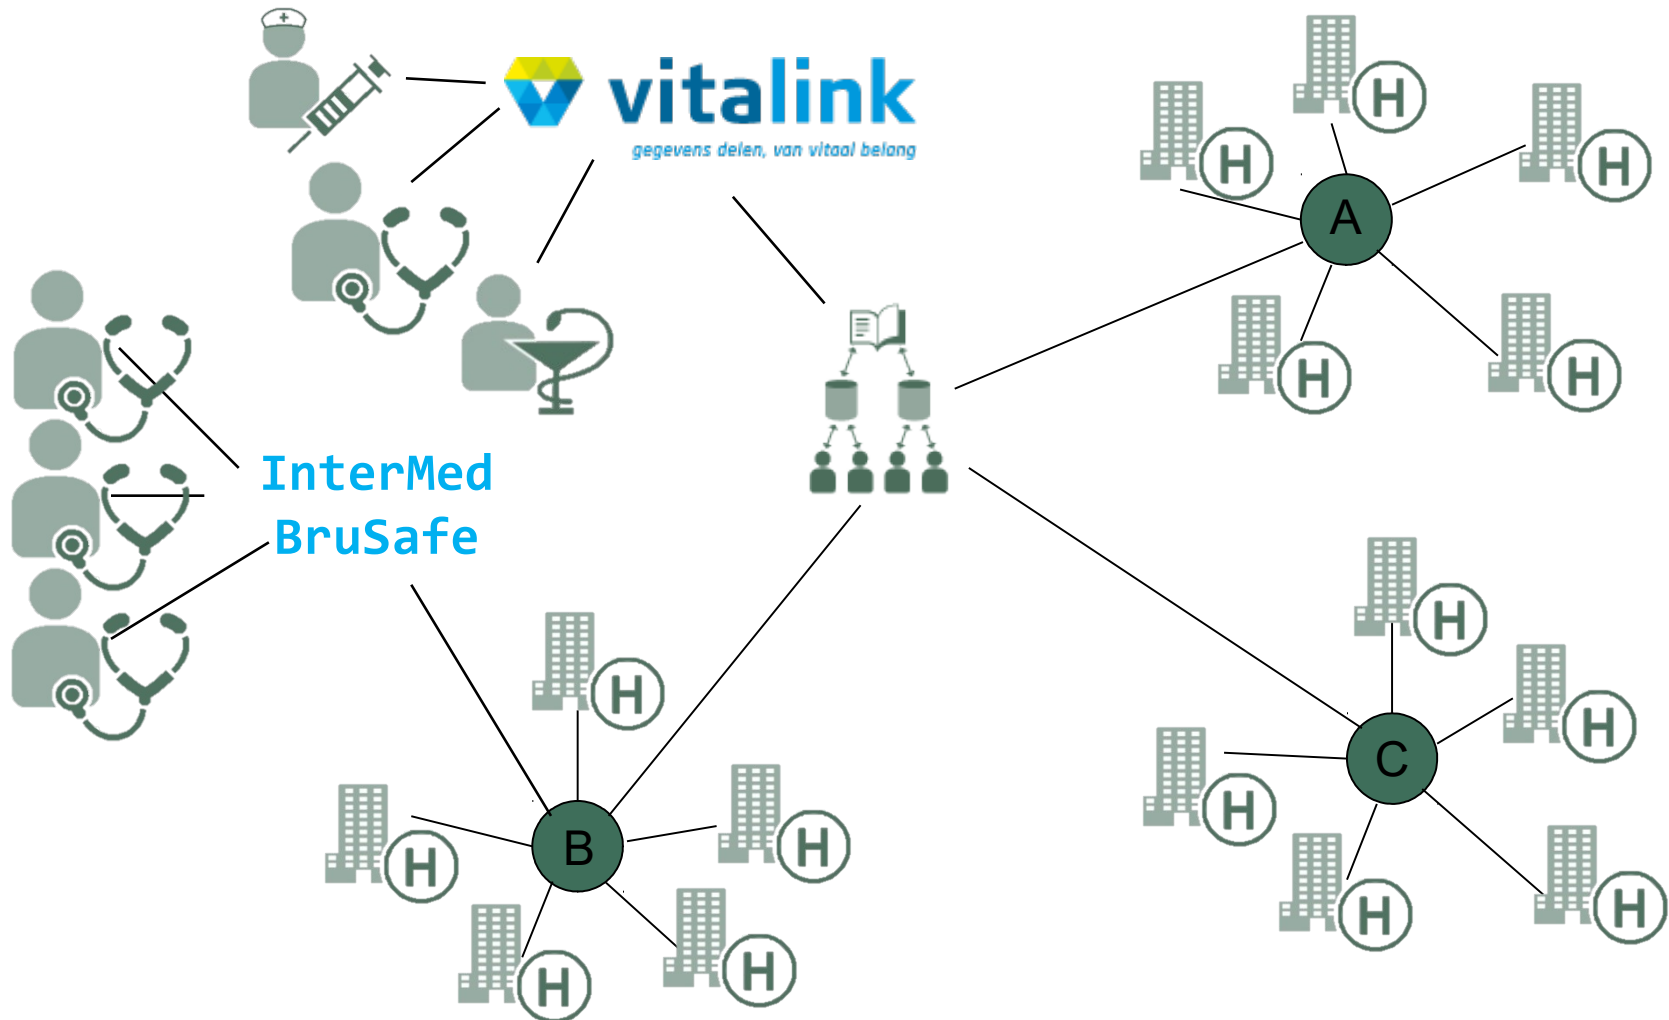 vitalink
gegevens delen, van vitaal belang
H
H
H
H
A
H
H
InterMed
BruSafe
H
H
H
C
H
H
H
H
H
B
H
H
H